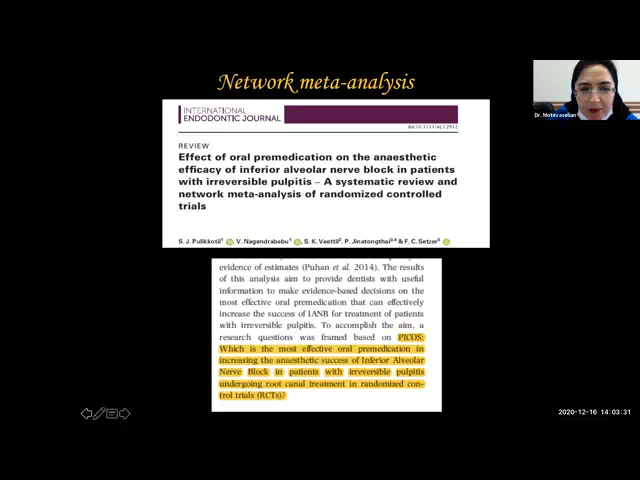 Network meta-analysis
INTERNATIONAL
ENDODONTIC JOURNAL
REVIEW
Effect of oral premedication on the anaesthetic
efficacy of inferior alveolar nerve block in patients
with irreversible pulpitis – A systematic review and
network meta-analysis of randomized controlled
trials
S. J. Pulikkotil¹, V. Nagendrababu¹, S. K. Veettil², P. Jinatongthai³,⁴ & F. C. Setzer⁵
evidence of estimates (Puhan et al. 2014). The results
of this analysis aim to provide dentists with useful
information to make evidence-based decisions on the
most effective oral premedication that can effectively
increase the success of IANB for treatment of patients
with irreversible pulpitis. To accomplish the aim, a
research questions was framed based on PICOS:
Which is the most effective oral premedication in
increasing the anaesthetic success of Inferior Alveolar
Nerve Block in patients with irreversible pulpitis
undergoing root canal treatment in randomized con-
trol trials (RCTs)?
Dr. Motevaselian
2020-12-16 14:03:31